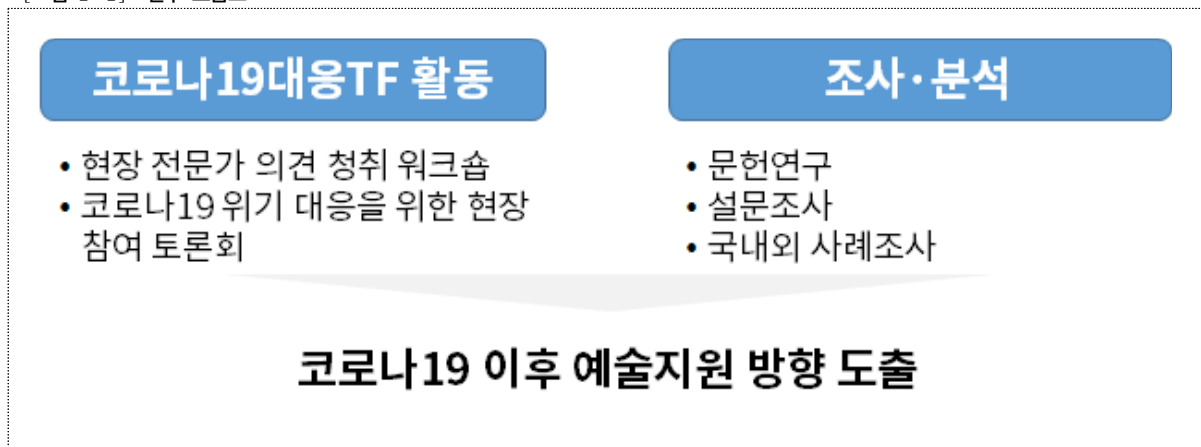 코로나19대응TF 활동
• 현장 전문가 의견 청취 워크숍
• 코로나19 위기 대응을 위한 현장
참여 토론회
조사·분석
• 문헌연구
• 설문조사
• 국내외 사례조사
코로나19 이후 예술지원 방향 도출